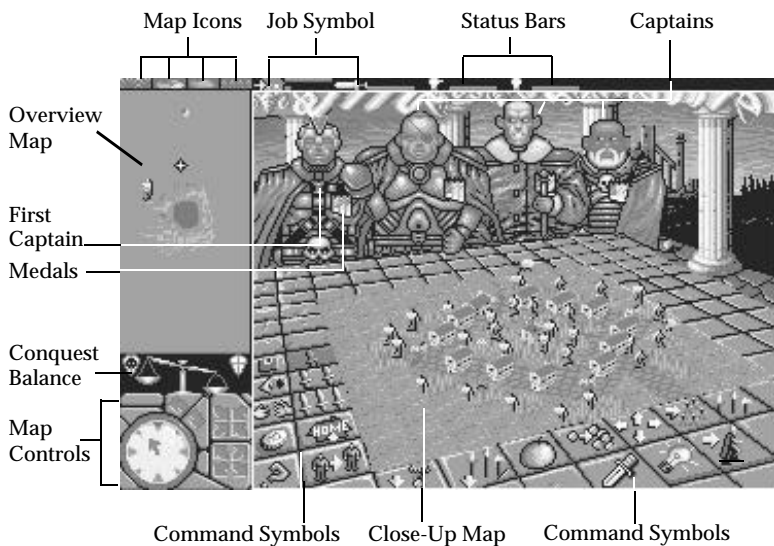 Map Icons
Job Symbol
Status Bars
Captains
Overview
Map
First
Captain
Medals
HOME
Conquest
Balance
Map
Controls
Command Symbols
Close-Up Map
Command Symbols